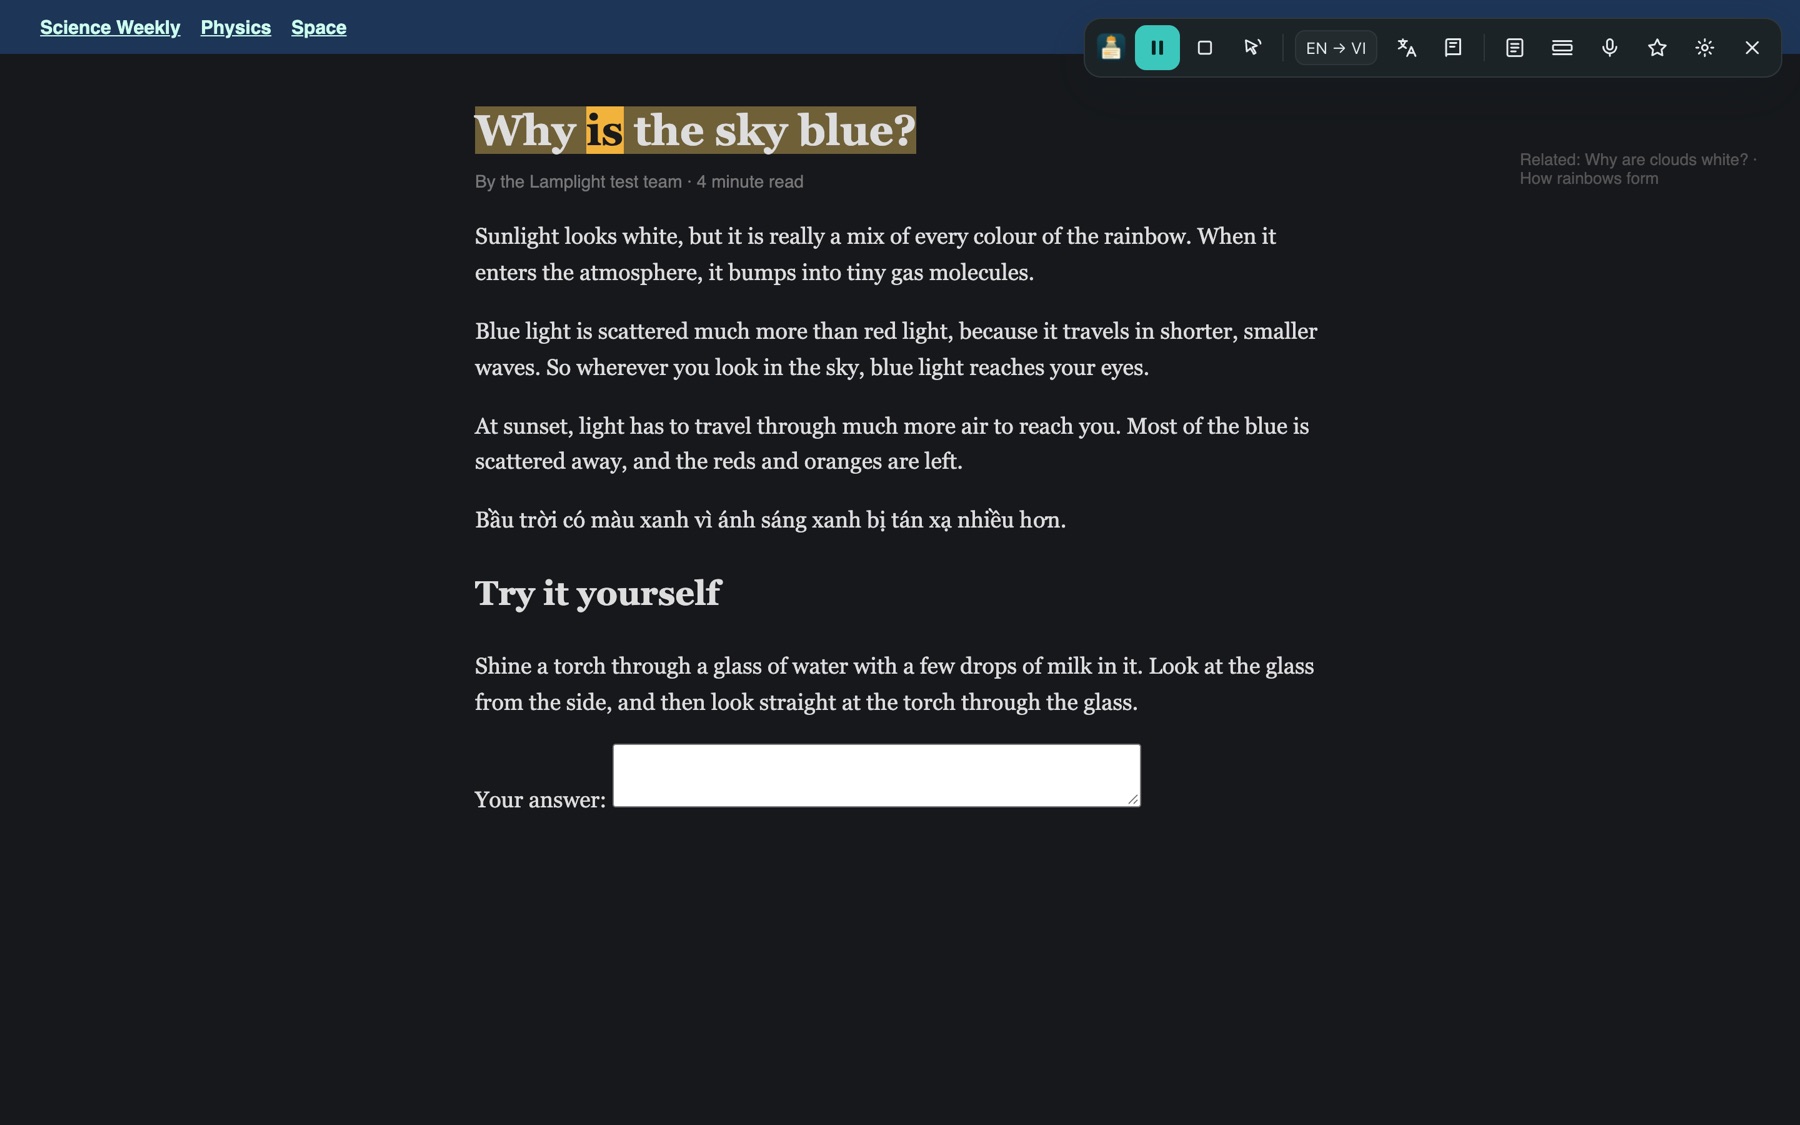 Science Weekly Physics Space
EN → VI
Why is the sky blue?
By the Lamplight test team · 4 minute read
Related: Why are clouds white? ·
How rainbows form
Sunlight looks white, but it is really a mix of every colour of the rainbow. When it
enters the atmosphere, it bumps into tiny gas molecules.
Blue light is scattered much more than red light, because it travels in shorter, smaller
waves. So wherever you look in the sky, blue light reaches your eyes.
At sunset, light has to travel through much more air to reach you. Most of the blue is
scattered away, and the reds and oranges are left.
Bầu trời có màu xanh vì ánh sáng xanh bị tán xạ nhiều hơn.
Try it yourself
Shine a torch through a glass of water with a few drops of milk in it. Look at the glass
from the side, and then look straight at the torch through the glass.
Your answer: